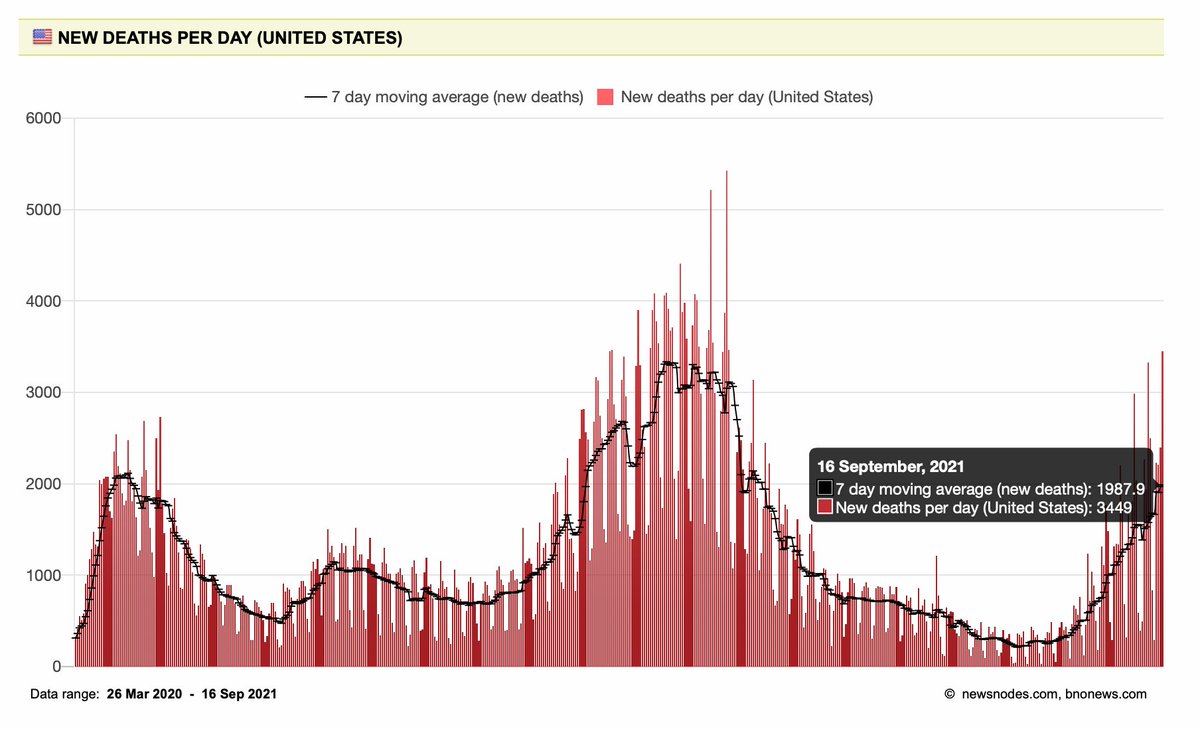 NEW DEATHS PER DAY (UNITED STATES)
7 day moving average (new deaths) New deaths per day (United States)
6000
5000
4000
3000
2000
1000
0
16 September, 2021
7 day moving average (new deaths): 1987.9
New deaths per day (United States): 3449
Data range: 26 Mar 2020 - 16 Sep 2021
© newsnodes.com, bnonews.com